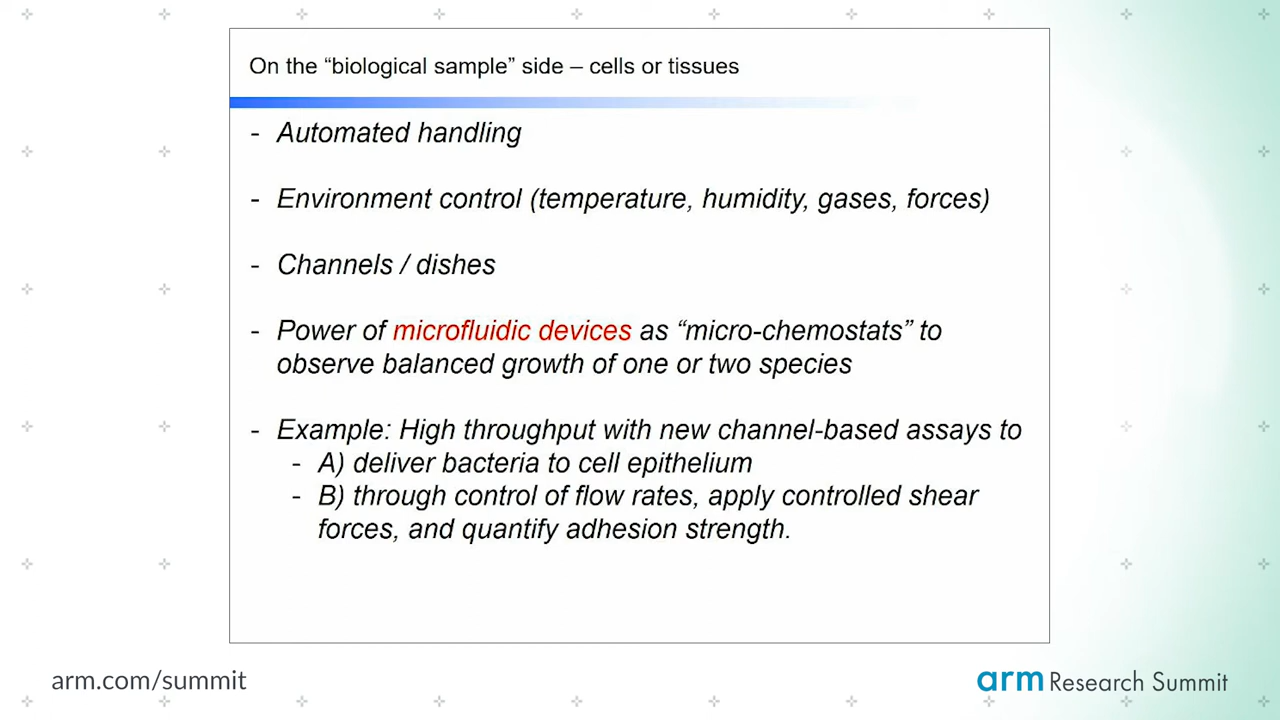 On the “biological sample” side – cells or tissues
- Automated handling
- Environment control (temperature, humidity, gases, forces)
- Channels / dishes
- Power of microfluidic devices as “micro-chemostats” to
observe balanced growth of one or two species
- Example: High throughput with new channel-based assays to
- A) deliver bacteria to cell epithelium
- B) through control of flow rates, apply controlled shear
forces, and quantify adhesion strength.
arm.com/summit
arm Research Summit